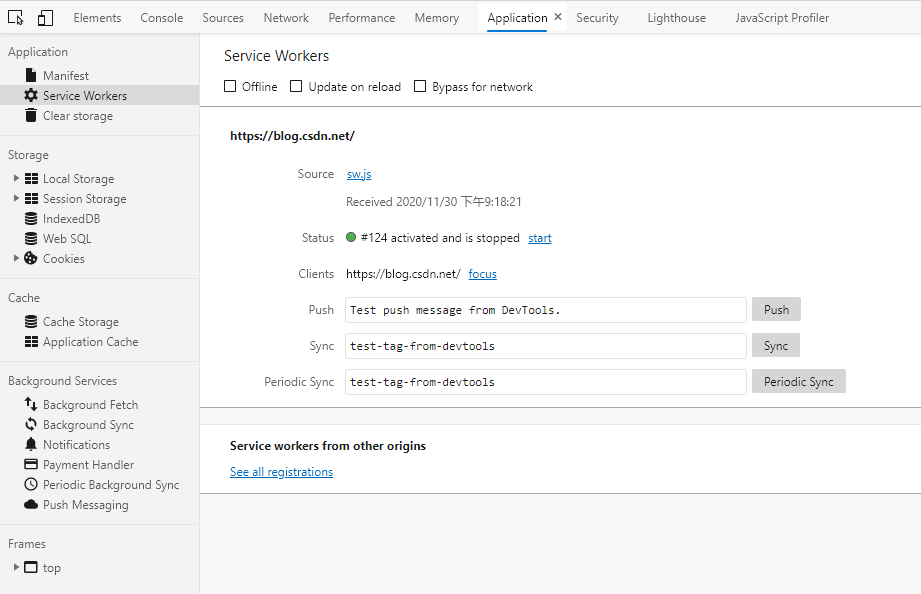 Elements Console Sources Network Performance Memory Application × Security Lighthouse JavaScript Profiler
Application
Manifest
Service Workers
Clear storage
Storage
Local Storage
Session Storage
IndexedDB
Web SQL
Cookies
Cache
Cache Storage
Application Cache
Background Services
Background Fetch
Background Sync
Notifications
Payment Handler
Periodic Background Sync
Push Messaging
Frames
top
Service Workers
Offline Update on reload Bypass for network
https://blog.csdn.net/
Source sw.js
Received 2020/11/30 下午9:18:21
Status #124 activated and is stopped start
Clients https://blog.csdn.net/ focus
Push Test push message from DevTools. Push
Sync test-tag-from-devtools Sync
Periodic Sync test-tag-from-devtools Periodic Sync
Service workers from other origins
See all registrations